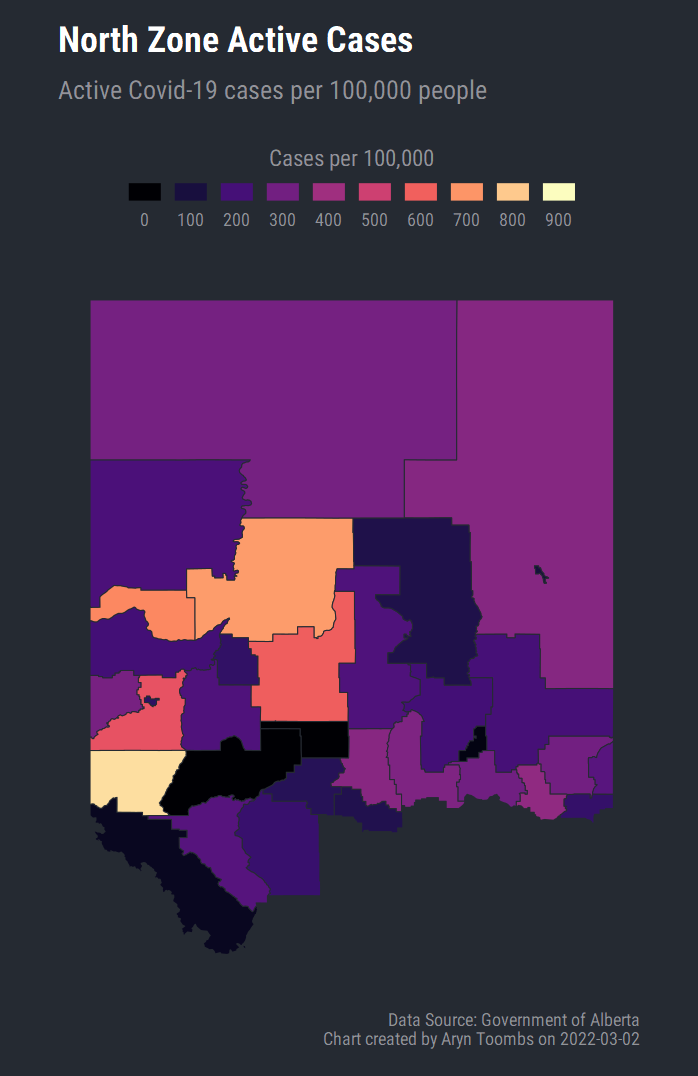 North Zone Active Cases
Active Covid-19 cases per 100,000 people
Cases per 100,000
0 100 200 300 400 500 600 700 800 900
Data Source: Government of Alberta
Chart created by Aryn Toombs on 2022-03-02